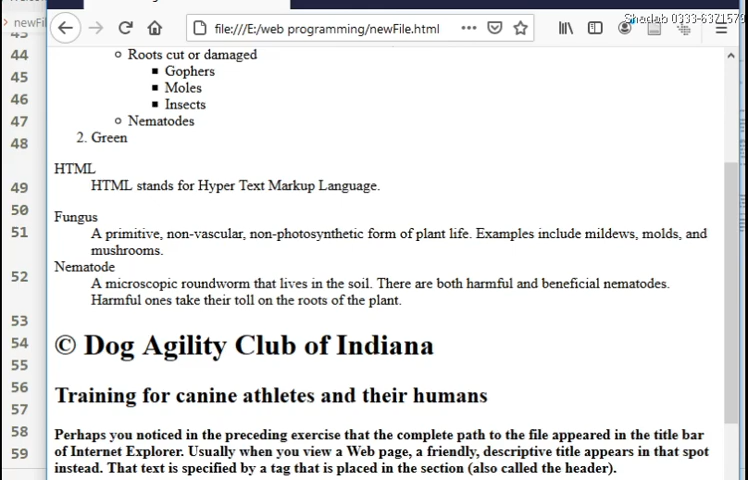 Shadab 0333-6371579
newFil
file:///E:/web programming/newFile.html
44
45
46
47
48
49
50
51
52
53
54
55
56
57
58
59
Roots cut or damaged
Gophers
Moles
Insects
Nematodes
2. Green
HTML
HTML stands for Hyper Text Markup Language.
Fungus
A primitive, non-vascular, non-photosynthetic form of plant life. Examples include mildews, molds, and
mushrooms.
Nematode
A microscopic roundworm that lives in the soil. There are both harmful and beneficial nematodes.
Harmful ones take their toll on the roots of the plant.
© Dog Agility Club of Indiana
Training for canine athletes and their humans
Perhaps you noticed in the preceding exercise that the complete path to the file appeared in the title bar
of Internet Explorer. Usually when you view a Web page, a friendly, descriptive title appears in that spot
instead. That text is specified by a tag that is placed in the section (also called the header).